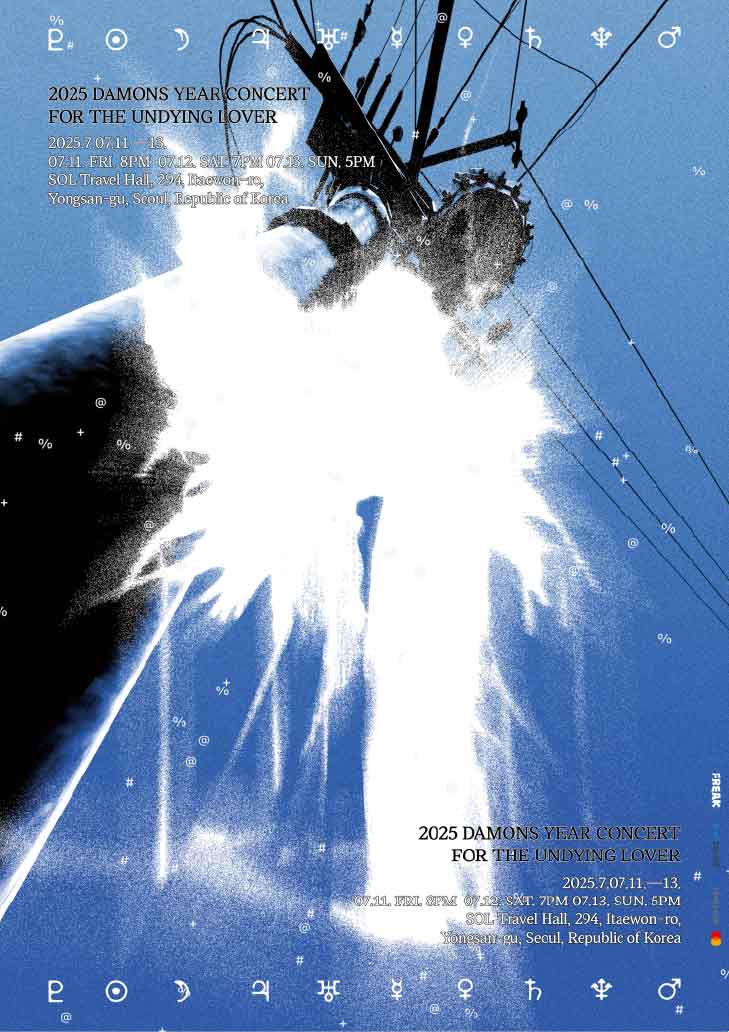 ♇ ☉ ☽ ♃ ♅ ☿ ♀ ♄ ♆ ♂
2025 DAMONS YEAR CONCERT
FOR THE UNDYING LOVER
2025.7.07.11.—13.
07.11. FRI. 8PM 07.12. SAT. 7PM 07.13. SUN. 5PM
SOL Travel Hall, 294, Itaewon-ro,
Yongsan-gu, Seoul, Republic of Korea
FREAK
2025 DAMONS YEAR CONCERT
FOR THE UNDYING LOVER
2025.7.07.11.—13.
07.11. FRI. 8PM 07.12. SAT. 7PM 07.13. SUN. 5PM
SOL Travel Hall, 294, Itaewon-ro,
Yongsan-gu, Seoul, Republic of Korea
♇ ☉ ☽ ♃ ♅ ☿ ♀ ♄ ♆ ♂